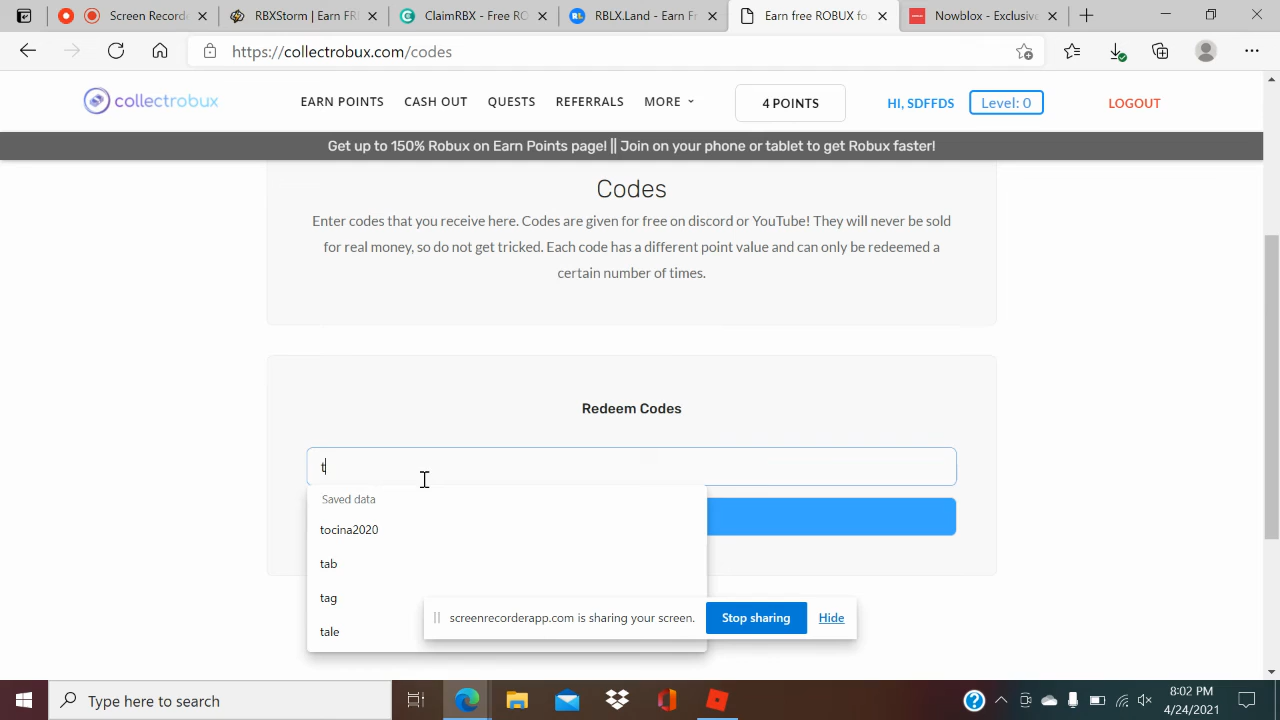 Screen Record
RBXStorm | Earn FR
ClaimRBX - Free RO
RBLX.Land - Earn F
Earn free ROBUX fo
Nowblox - Exclusive
https://collectrobux.com/codes
collectrobux
EARN POINTS
CASH OUT
QUESTS
REFERRALS
MORE
4 POINTS
HI, SDFFDS
Level: 0
LOGOUT
Get up to 150% Robux on Earn Points page! || Join on your phone or tablet to get Robux faster!
Codes
Enter codes that you receive here. Codes are given for free on discord or YouTube! They will never be sold
for real money, so do not get tricked. Each code has a different point value and can only be redeemed a
certain number of times.
Redeem Codes
t
Saved data
tocina2020
tab
tag
tale
screenrecorderapp.com is sharing your screen.
Stop sharing
Hide
Type here to search
8:02 PM
4/24/2021